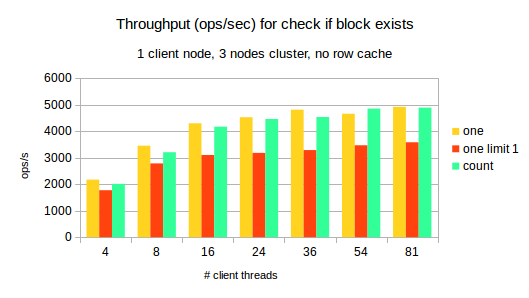 Throughput (ops/sec) for check if block exists
1 client node, 3 nodes cluster, no row cache
6000
5000
4000
3000
2000
1000
0
ops/s
one
one limit 1
count
4 8 16 24 36 54 81
# client threads